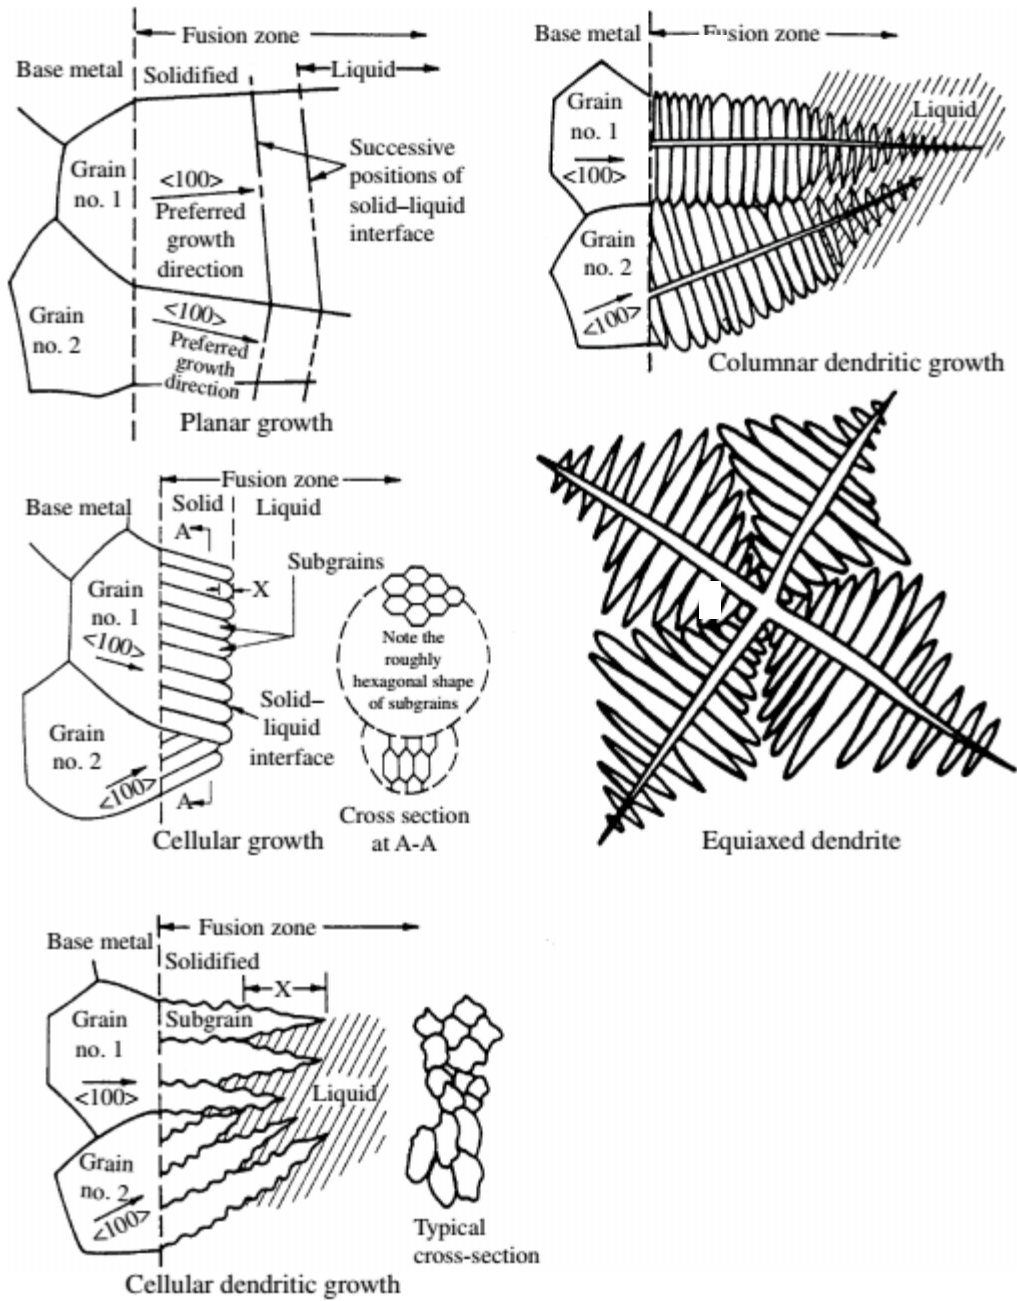 Fusion zone
Base metal
Solidified
Liquid
Grain
no. 1
<100>
Preferred
growth
direction
Successive
positions of
solid–liquid
interface
Grain
no. 2
<100>
Preferred
growth
direction
Planar growth
Fusion zone
Base metal
Solid
Liquid
A
Subgrains
X
Grain
no. 1
<100>
Note the
roughly
hexagonal shape
of subgrains
Solid–
liquid
interface
Grain
no. 2
<100>
A
Cross section
at A-A
Cellular growth
Fusion zone
Base metal
Solidified
X
Grain
no. 1
Subgrain
<100>
Liquid
Grain
no. 2
<100>
Typical
cross-section
Cellular dendritic growth
Base metal
Fusion zone
Grain
no. 1
<100>
Liquid
Grain
no. 2
<100>
Columnar dendritic growth
Equiaxed dendrite